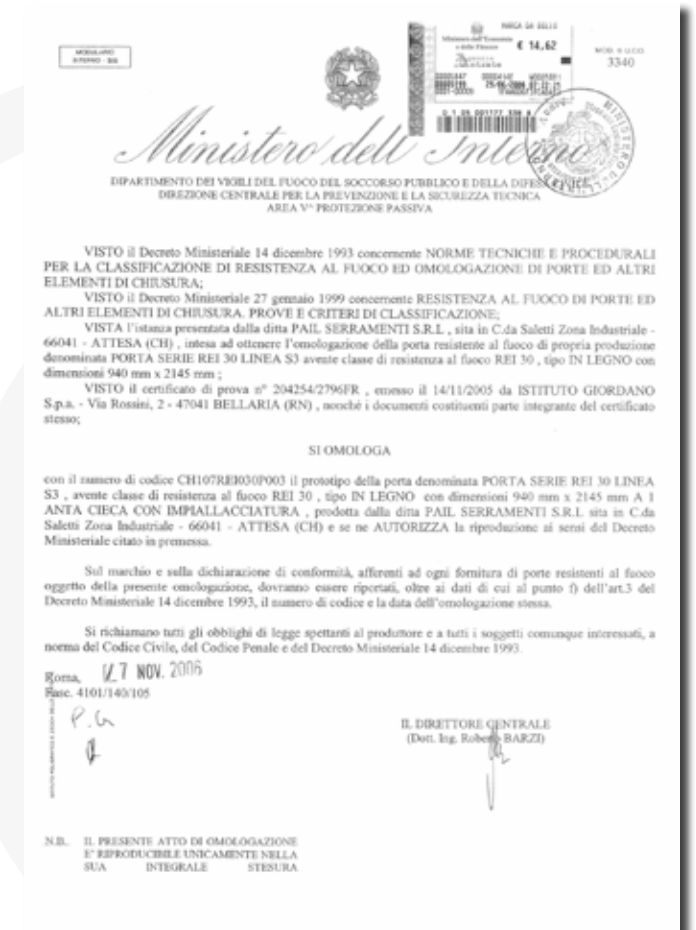 MODULARIO
INTERNO - 305
MARCA DA BOLLO
Ministero dell'Economia
e delle Finanze
€ 14,62
MOD. 6 U.CO.
3340
Ministero dell'Interno
DIPARTIMENTO DEI VIGILI DEL FUOCO DEL SOCCORSO PUBBLICO E DELLA DIFESA CIVILE
DIREZIONE CENTRALE PER LA PREVENZIONE E LA SICUREZZA TECNICA
AREA V^ PROTEZIONE PASSIVA
VISTO il Decreto Ministeriale 14 dicembre 1993 concernente NORME TECNICHE E PROCEDURALI
PER LA CLASSIFICAZIONE DI RESISTENZA AL FUOCO ED OMOLOGAZIONE DI PORTE ED ALTRI
ELEMENTI DI CHIUSURA;
VISTO il Decreto Ministeriale 27 gennaio 1999 concernente RESISTENZA AL FUOCO DI PORTE ED
ALTRI ELEMENTI DI CHIUSURA. PROVE E CRITERI DI CLASSIFICAZIONE;
VISTA l'istanza presentata dalla ditta PAIL SERRAMENTI S.R.L , sita in C.da Saletti Zona Industriale -
66041 - ATTESA (CH) , intesa ad ottenere l'omologazione della porta resistente al fuoco di propria produzione
denominata PORTA SERIE REI 30 LINEA S3 avente classe di resistenza al fuoco REI 30 , tipo IN LEGNO con
dimensioni 940 mm x 2145 mm ;
VISTO il certificato di prova n° 204254/2796FR , emesso il 14/11/2005 da ISTITUTO GIORDANO
S.p.a. - Via Rossini, 2 - 47041 BELLARIA (RN) , nonché i documenti costituenti parte integrante del certificato
stesso;
SI OMOLOGA
con il numero di codice CH107REI030P003 il prototipo della porta denominata PORTA SERIE REI 30 LINEA
S3 , avente classe di resistenza al fuoco REI 30 , tipo IN LEGNO con dimensioni 940 mm x 2145 mm A 1
ANTA CIECA CON IMPIALLACCIATURA , prodotta dalla ditta PAIL SERRAMENTI S.R.L sita in C.da
Saletti Zona Industriale - 66041 - ATTESA (CH) e se ne AUTORIZZA la riproduzione ai sensi del Decreto
Ministeriale citato in premessa.
Sul marchio e sulla dichiarazione di conformità, afferenti ad ogni fornitura di porte resistenti al fuoco
oggetto della presente omologazione, dovranno essere riportati, oltre ai dati di cui al punto f) dell'art.3 del
Decreto Ministeriale 14 dicembre 1993, il numero di codice e la data dell'omologazione stessa.
Si richiamano tutti gli obblighi di legge spettanti al produttore e a tutti i soggetti comunque interessati, a
norma del Codice Civile, del Codice Penale e del Decreto Ministeriale 14 dicembre 1993.
Roma, 7 NOV. 2006
Fasc. 4101/140/105
P.G
IL DIRETTORE CENTRALE
(Dott. Ing. Roberto BARZI)
N.B. IL PRESENTE ATTO DI OMOLOGAZIONE
E' RIPRODUCIBILE UNICAMENTE NELLA
SUA INTEGRALE STESURA